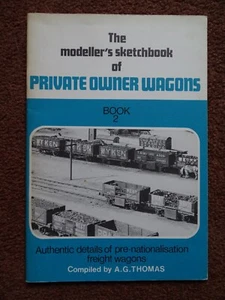 The
modeller's sketchbook
of
PRIVATE OWNER WAGONS
BOOK
2
Authentic details of pre-nationalisation
freight wagons
Compiled by A.G.THOMAS